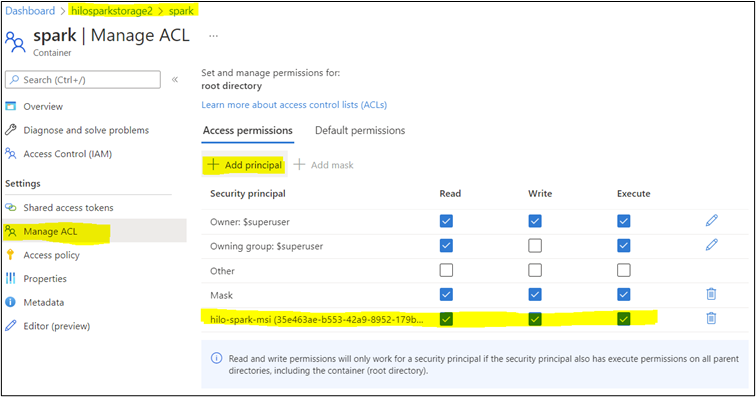 Dashboard > hilosparkstorage2 > spark
spark | Manage ACL ...
Container
Search (Ctrl+/) «
Overview
Diagnose and solve problems
Access Control (IAM)
Settings
Shared access tokens
Manage ACL
Access policy
Properties
Metadata
Editor (preview)
Set and manage permissions for:
root directory
Learn more about access control lists (ACLs)
Access permissions Default permissions
+ Add principal + Add mask
Security principal Read Write Execute
Owner: $superuser
Owning group: $superuser
Other
Mask
hilo-spark-msi (35e463ae-b553-42a9-8952-179b...
Read and write permissions will only work for a security principal if the security principal also has execute permissions on all parent
directories, including the container (root directory).